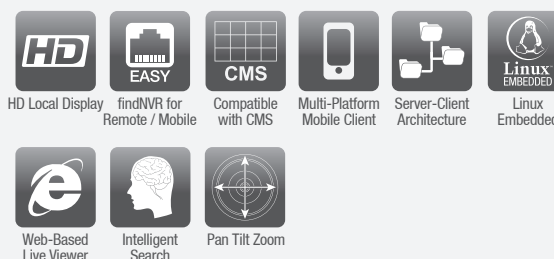 HD
EASY
CMS
Linux
EMBEDDED
HD Local Display
findNVR for
Remote / Mobile
Compatible
with CMS
Multi-Platform
Mobile Client
Server-Client
Architecture
Linux
Embedded
Web-Based
Live Viewer
Intelligent
Search
Pan Tilt Zoom